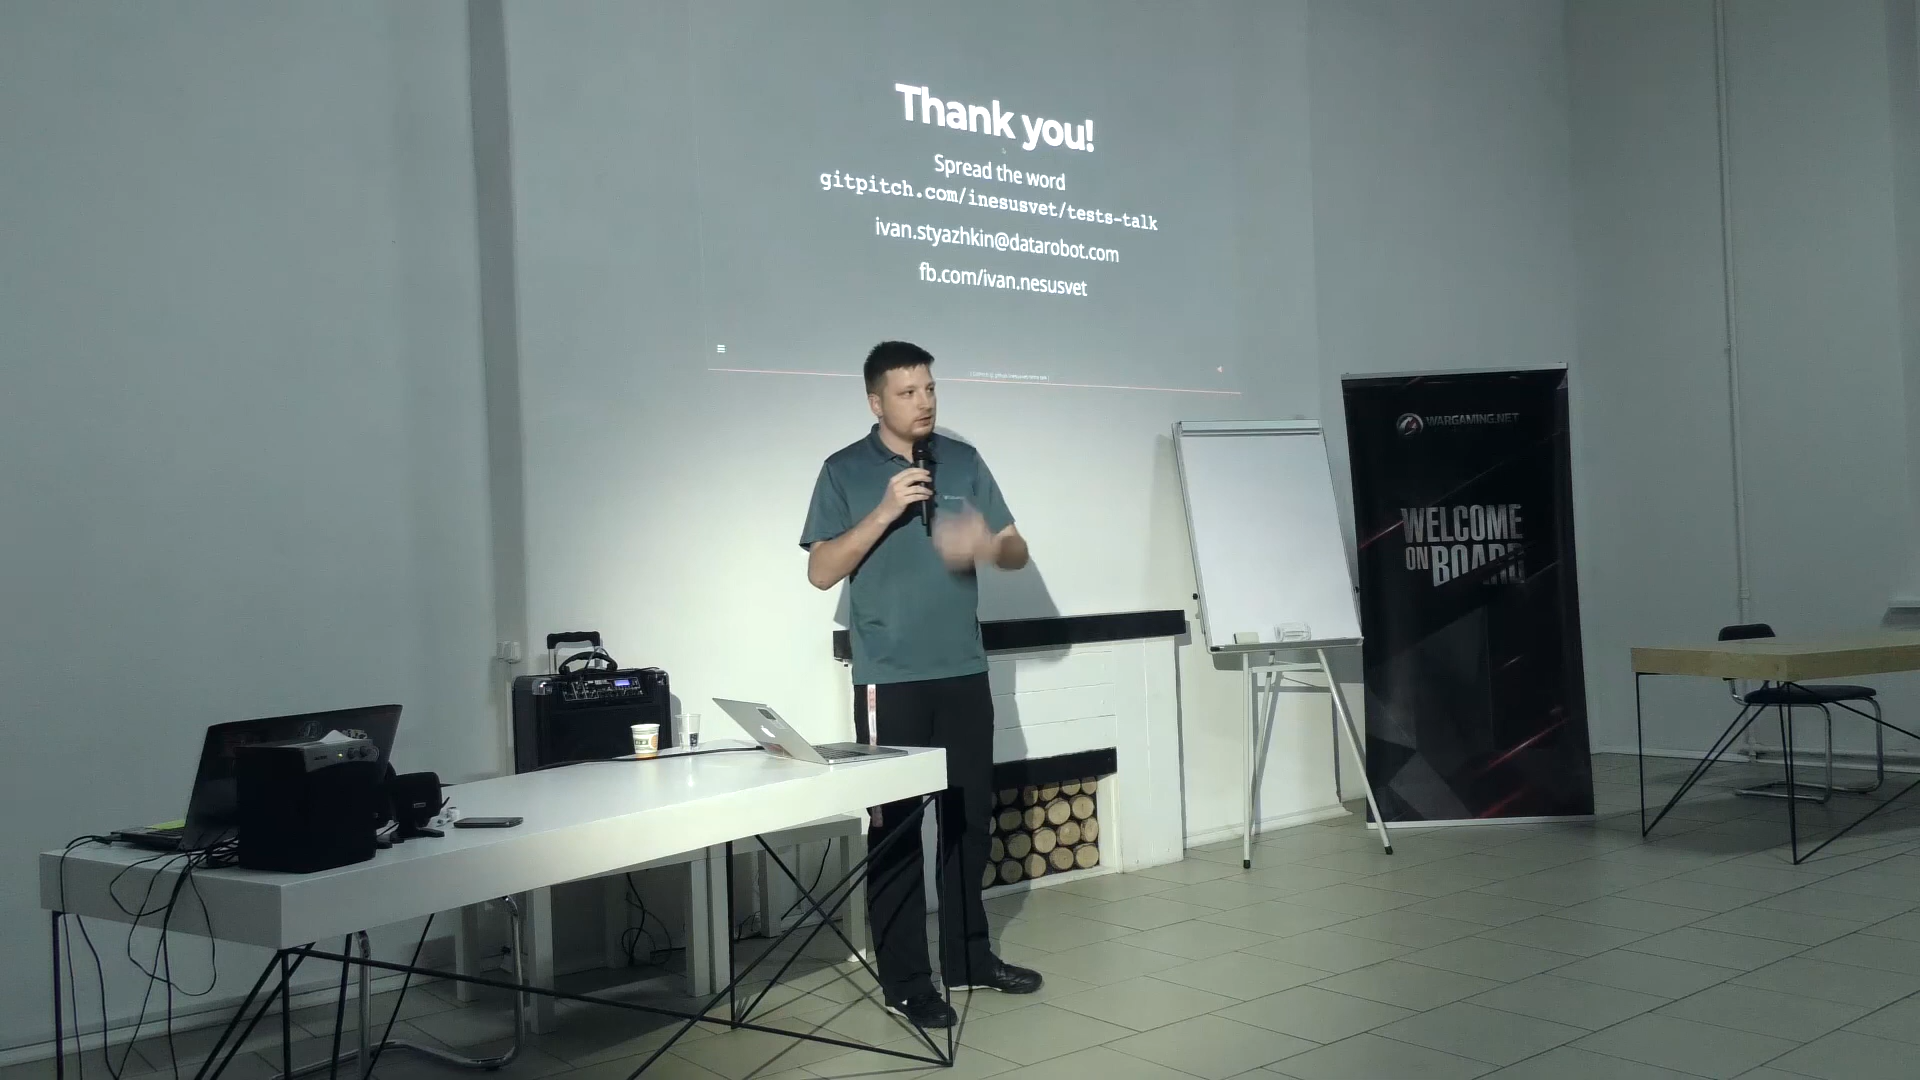 Thank you!
Spread the word
gitpitch.com/inesusvet/tests-talk
ivan.styazhkin@datarobot.com
fb.com/ivan.nesusvet
WARGAMING.NET
WELCOME
ON BOARD